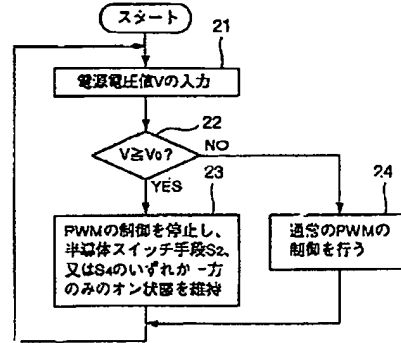 スタート
21
電源電圧値Vの入力
22
V≧V0?
NO
YES
23
24
PWMの制御を停止し、
半導体スイッチ手段S2、
又はS4のいずれか一方
のみのオン状態を維持
通常のPWMの
制御を行う